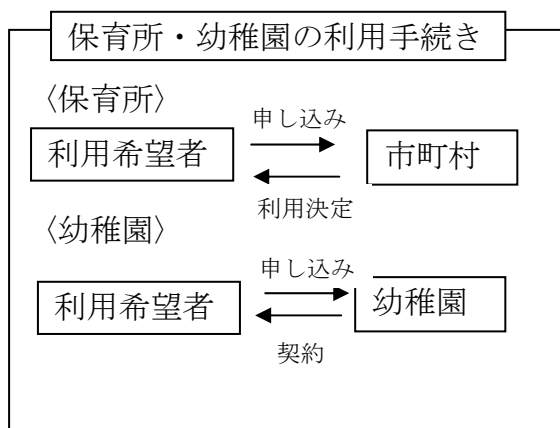 保育所・幼稚園の利用手続き
〈保育所〉
申し込み
利用希望者
市町村
利用決定
〈幼稚園〉
申し込み
利用希望者
幼稚園
契約